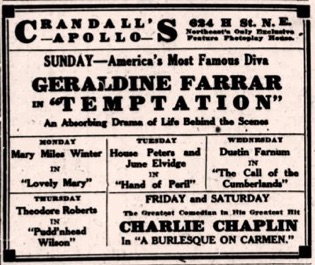 CRANDALL'S
APOLLO
624 H St. N. E.
Northeast's Only Exclusive
Feature Photoplay House.
SUNDAY—America's Most Famous Diva
GERALDINE FARRAR
IN "TEMPTATION"
An Absorbing Drama of Life Behind the Scenes
MONDAY
Mary Miles Winter
IN
"Lovely Mary"
TUESDAY
House Peters and
June Elvidge
IN
"Hand of Peril"
WEDNESDAY
Dustin Farnum
IN
"The Call of the
Cumberlands"
THURSDAY
Theodore Roberts
IN
"Pudd'nhead
Wilson"
FRIDAY and SATURDAY
The Greatest Comedian in His Greatest Hit
CHARLIE CHAPLIN
In "A BURLESQUE ON CARMEN."